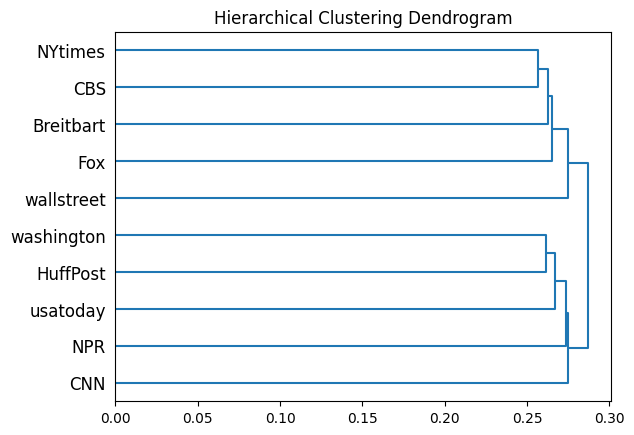 Hierarchical Clustering Dendrogram
NYtimes
CBS
Breitbart
Fox
wallstreet
washington
HuffPost
usatoday
NPR
CNN
0.00 0.05 0.10 0.15 0.20 0.25 0.30